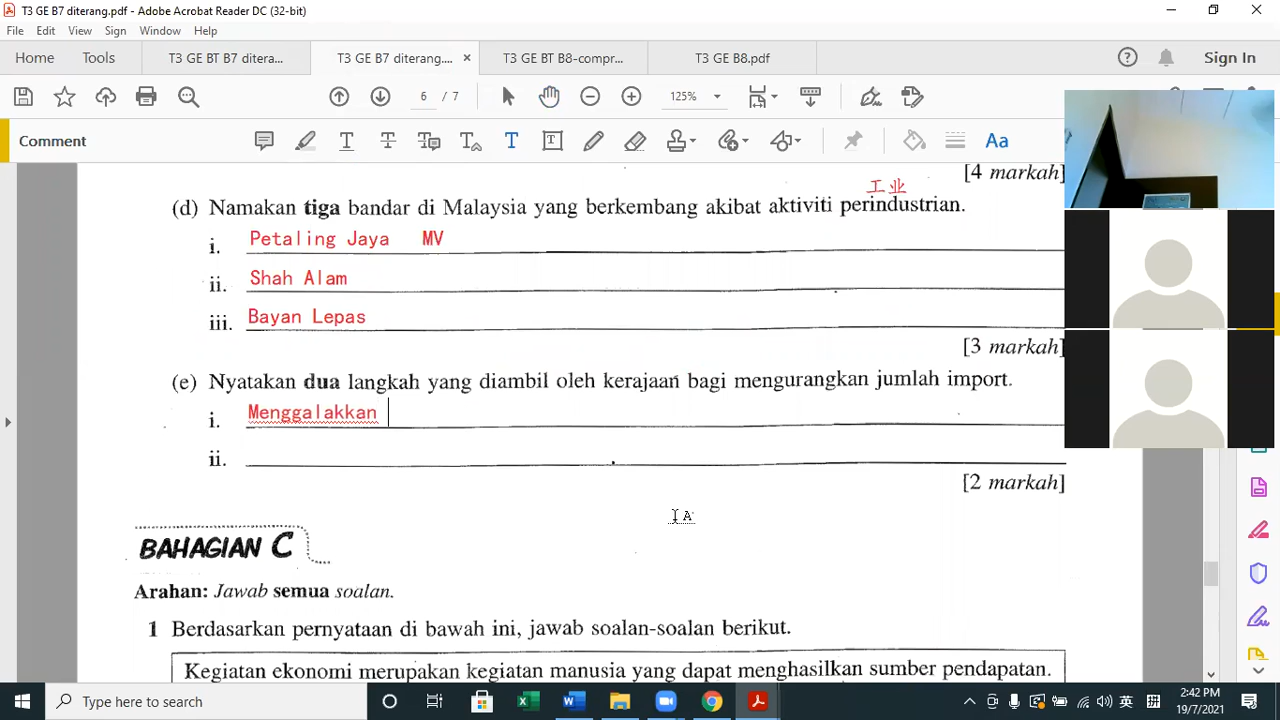 T3 GE B7 diterang.pdf - Adobe Acrobat Reader DC (32-bit)
File Edit View Sign Window Help
Home Tools T3 GE BT B7 ditera... T3 GE B7 diterang.... × T3 GE BT B8-compr... T3 GE B8.pdf Sign In
6 / 7 125%
Comment Aa
[4 markah]
工业
(d) Namakan tiga bandar di Malaysia yang berkembang akibat aktiviti perindustrian.
i. Petaling Jaya MV
ii. Shah Alam
iii. Bayan Lepas
[3 markah]
(e) Nyatakan dua langkah yang diambil oleh kerajaan bagi mengurangkan jumlah import.
i. Menggalakkan
ii.
[2 markah]
BAHAGIAN C
Arahan: Jawab semua soalan.
1 Berdasarkan pernyataan di bawah ini, jawab soalan-soalan berikut.
Kegiatan ekonomi merupakan kegiatan manusia yang dapat menghasilkan sumber pendapatan.
Type here to search
英 拼
2:42 PM
19/7/2021